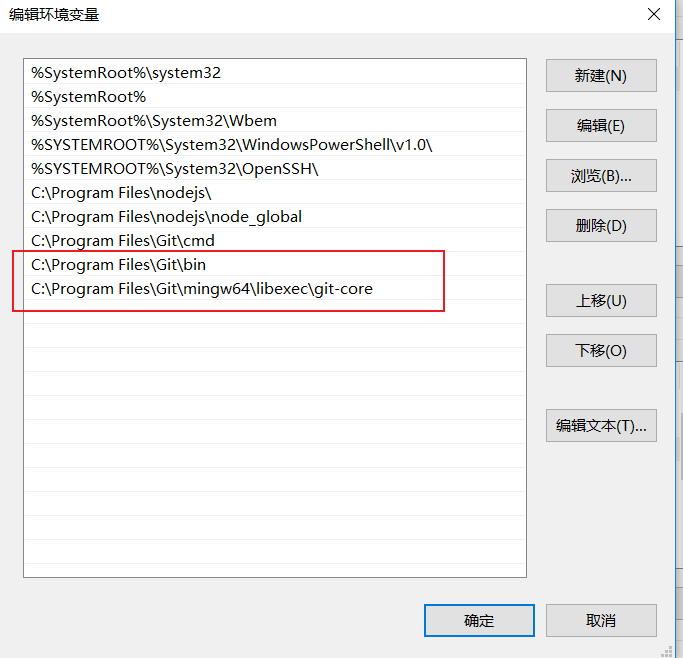 编辑环境变量
%SystemRoot%\system32
%SystemRoot%
%SystemRoot%\System32\Wbem
%SYSTEMROOT%\System32\WindowsPowerShell\v1.0\
%SYSTEMROOT%\System32\OpenSSH\
C:\Program Files\nodejs\
C:\Program Files\nodejs\node_global
C:\Program Files\Git\cmd
C:\Program Files\Git\bin
C:\Program Files\Git\mingw64\libexec\git-core
新建(N)
编辑(E)
浏览(B)...
删除(D)
上移(U)
下移(O)
编辑文本(T)...
确定
取消